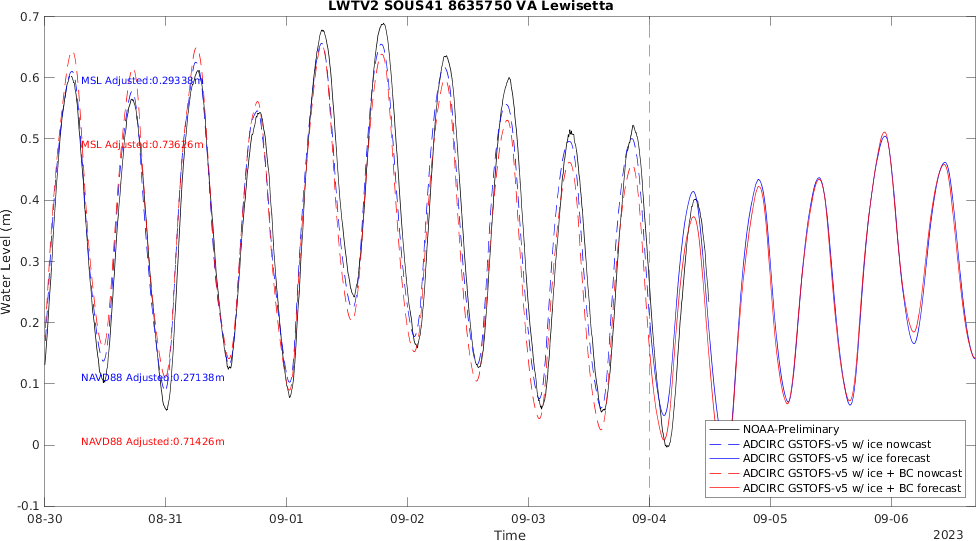 LWTV2 SOUS41 8635750 VA Lewisetta
0.7
0.6
0.5
0.4
0.3
0.2
0.1
0
-0.1
Water Level (m)
MSL Adjusted:0.29338m
MSL Adjusted:0.73626m
NAVD88 Adjusted:0.27138m
NAVD88 Adjusted:0.71426m
NOAA-Preliminary
ADCIRC GSTOFS-v5 w/ ice nowcast
ADCIRC GSTOFS-v5 w/ ice forecast
ADCIRC GSTOFS-v5 w/ ice + BC nowcast
ADCIRC GSTOFS-v5 w/ ice + BC forecast
08-30 08-31 09-01 09-02 09-03 09-04 09-05 09-06
Time
2023